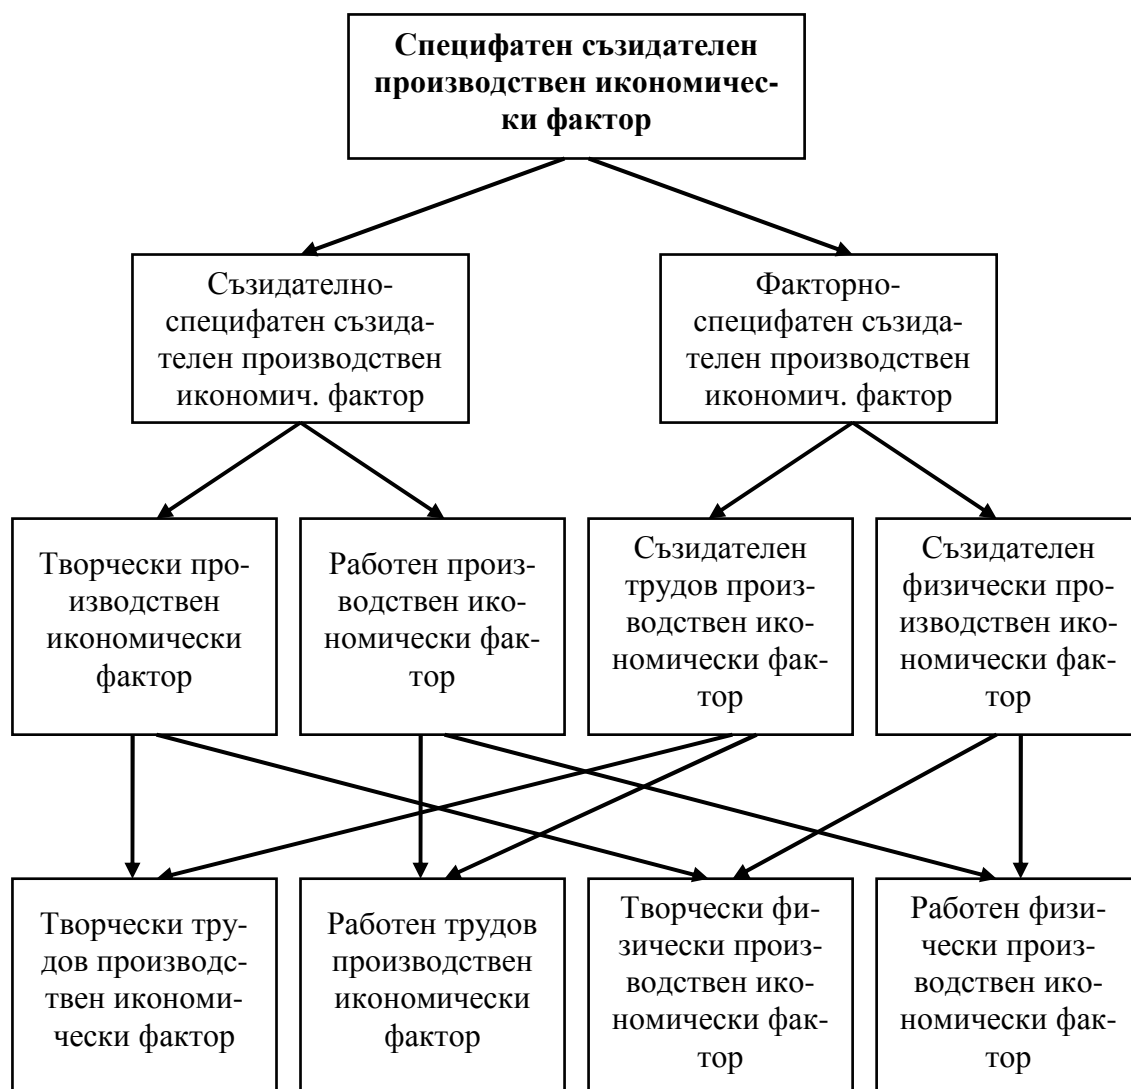 Специфатен съзидателен
производствен икономичес-
ки фактор
Съзидателно-
специфатен съзида-
телен производствен
икономич. фактор
Факторно-
специфатен съзида-
телен производствен
икономич. фактор
Творчески про-
изводствен
икономически
фактор
Работен произ-
водствен ико-
номически фак-
тор
Съзидателен
трудов произ-
водствен ико-
номически фак-
тор
Съзидателен
физически про-
изводствен ико-
номически фак-
тор
Творчески тру-
дов производс-
твен икономи-
чески фактор
Работен трудов
производствен
икономически
фактор
Творчески фи-
зически произ-
водствен ико-
номически фак-
тор
Работен физи-
чески произ-
водствен ико-
номически фак-
тор